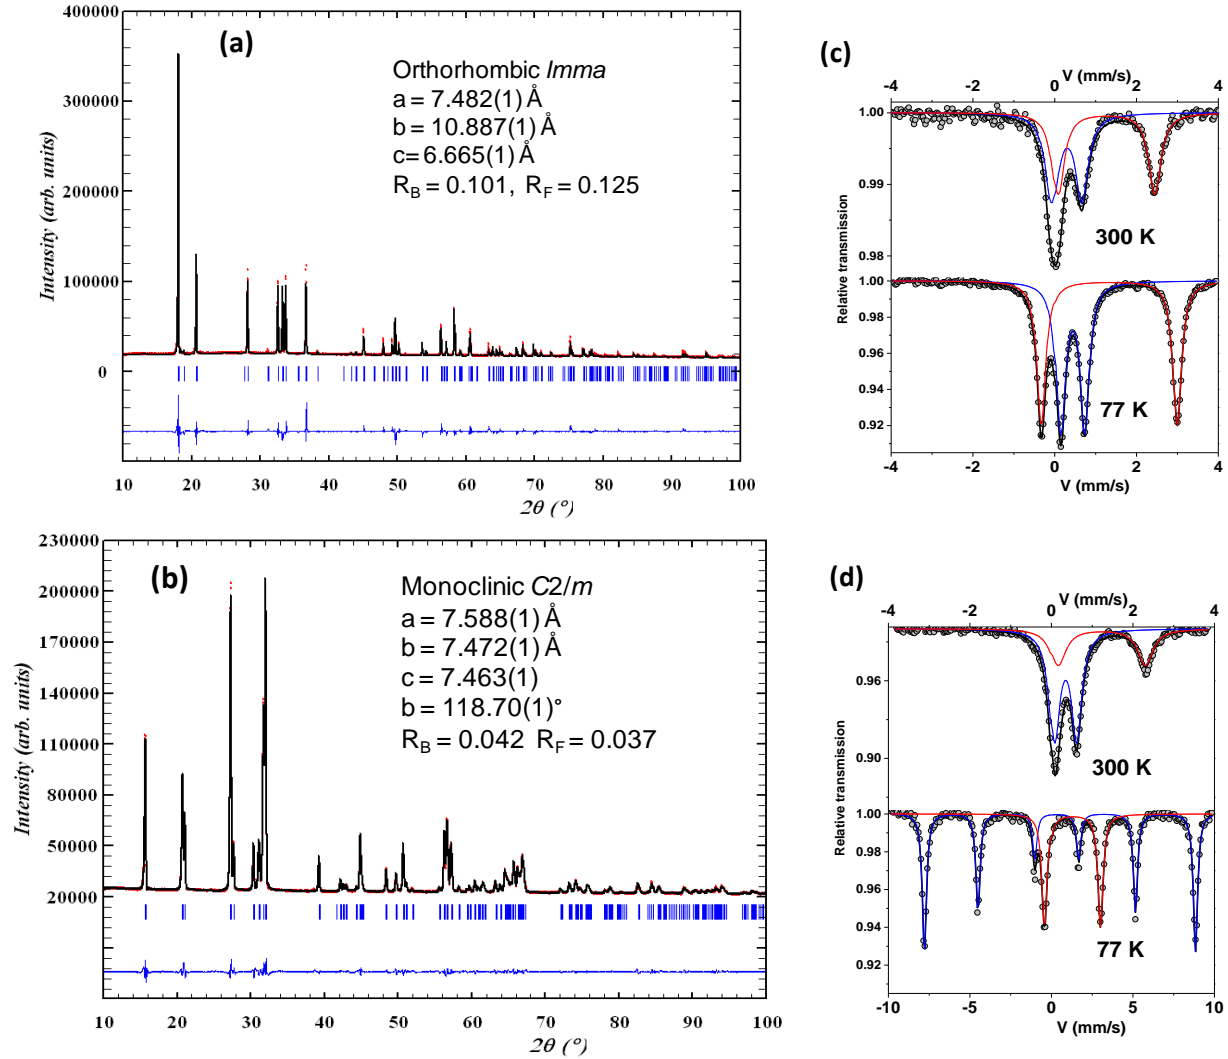 (a)
Orthorhombic Imma
a = 7.482(1) Å
b = 10.887(1) Å
c= 6.665(1) Å
R_B = 0.101, R_F = 0.125
Intensity (arb. units)
400000
300000
200000
100000
0
10 20 30 40 50 60 70 80 90 100
2θ (°)
(c)
V (mm/s)
-4 -2 0 2 4
1.00
0.99
0.98
300 K
Relative transmission
1.00
0.98
0.96
0.94
0.92
77 K
-4 -2 0 2 4
V (mm/s)
(b)
Monoclinic C2/m
a = 7.588(1) Å
b = 7.472(1) Å
c = 7.463(1)
b = 118.70(1)°
R_B = 0.042 R_F = 0.037
Intensity (arb. units)
230000
200000
170000
140000
110000
80000
50000
20000
10 20 30 40 50 60 70 80 90 100
2θ (°)
(d)
-4 -2 0 2 4
V (mm/s)
0.96
0.90
300 K
Relative transmission
1.00
0.98
0.96
0.94
0.92
77 K
-10 -5 0 5 10
V (mm/s)